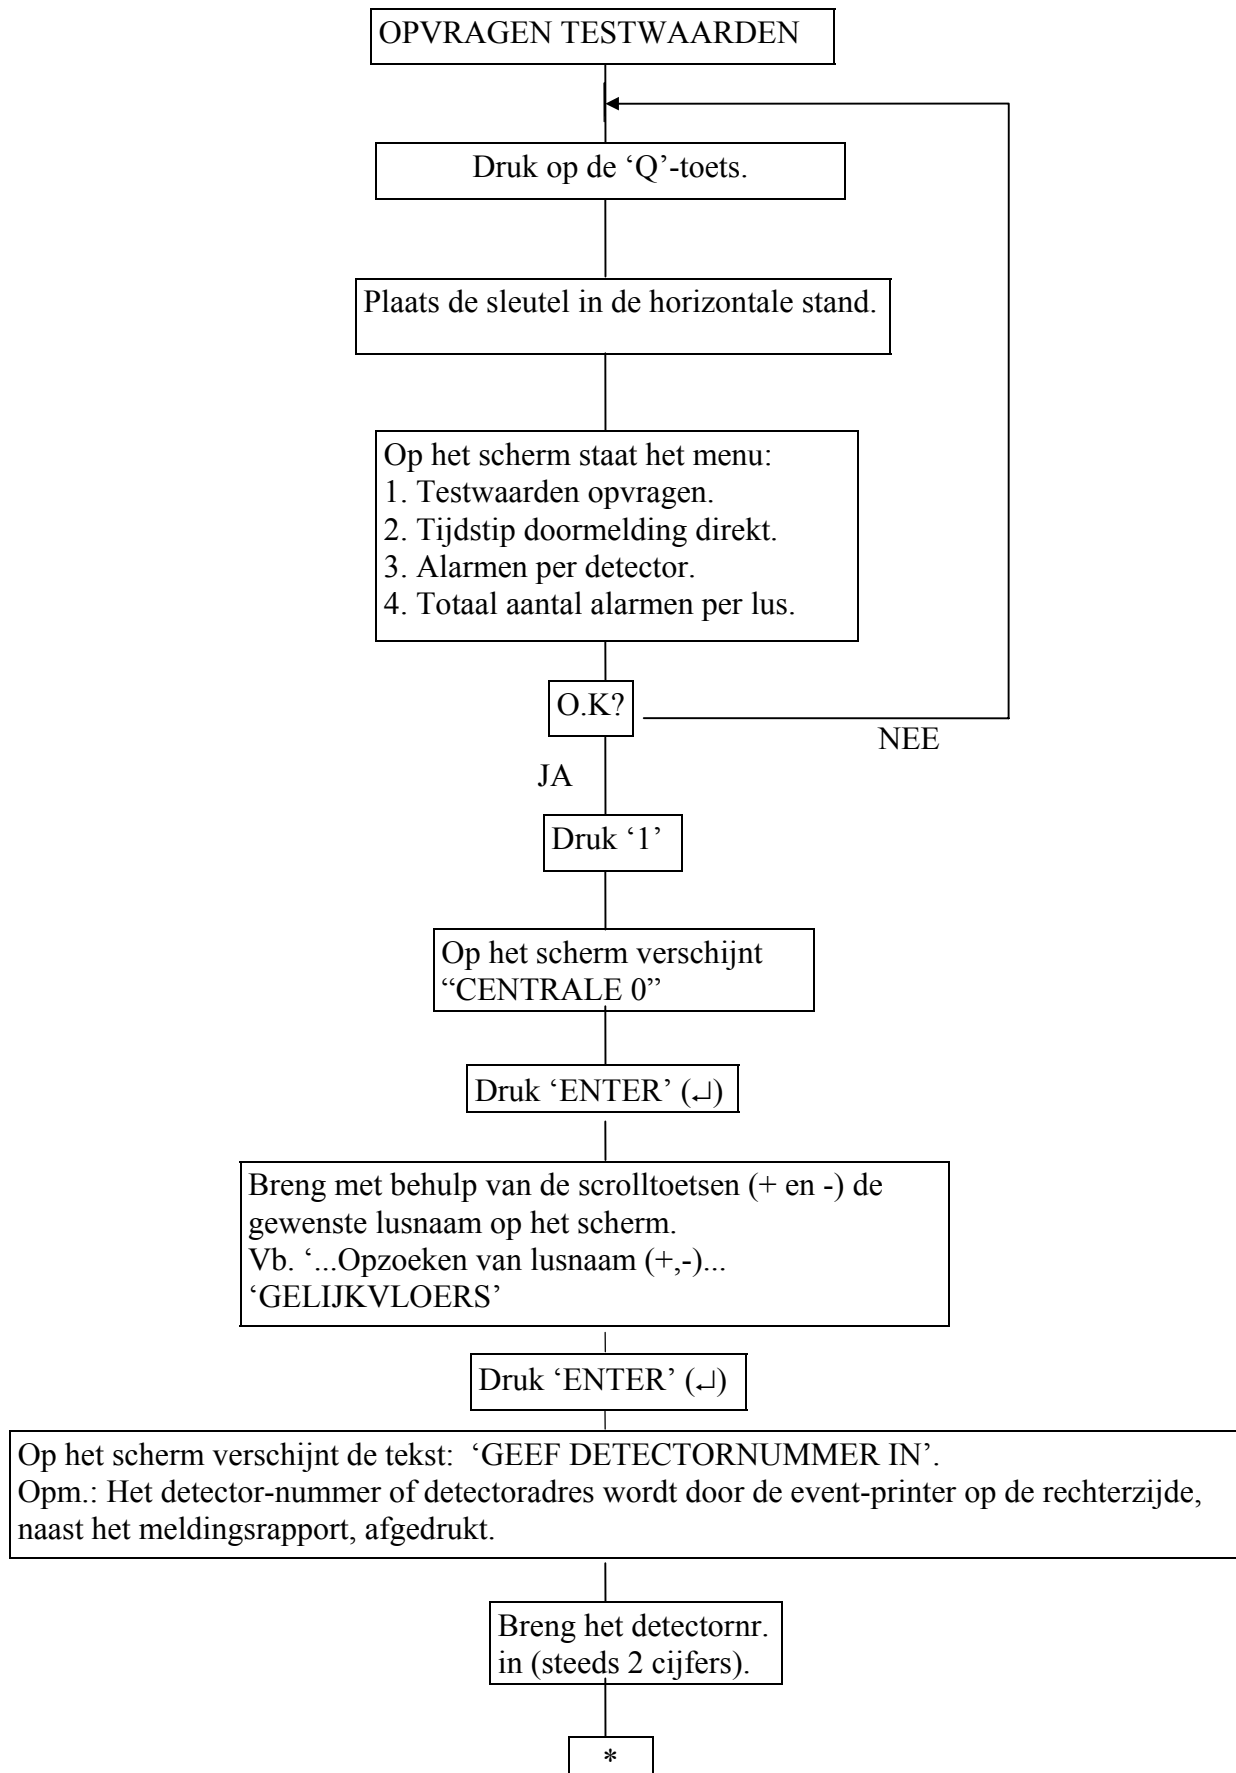 OPVRAGEN TESTWAARDEN
Druk op de ‘Q’-toets.
Plaats de sleutel in de horizontale stand.
Op het scherm staat het menu:
1. Testwaarden opvragen.
2. Tijdstip doormelding direkt.
3. Alarmen per detector.
4. Totaal aantal alarmen per lus.
O.K?
NEE
JA
Druk ‘1’
Op het scherm verschijnt
“CENTRALE 0”
Druk ‘ENTER’ (↵)
Breng met behulp van de scrolltoetsen (+ en -) de
gewenste lusnaam op het scherm.
Vb. ‘...Opzoeken van lusnaam (+,-)...
‘GELIJKVLOERS’
Druk ‘ENTER’ (↵)
Op het scherm verschijnt de tekst:  ‘GEEF DETECTORNUMMER IN’.
Opm.: Het detector-nummer of detectoradres wordt door de event-printer op de rechterzijde,
naast het meldingsrapport, afgedrukt.
Breng het detectornr.
in (steeds 2 cijfers).
*